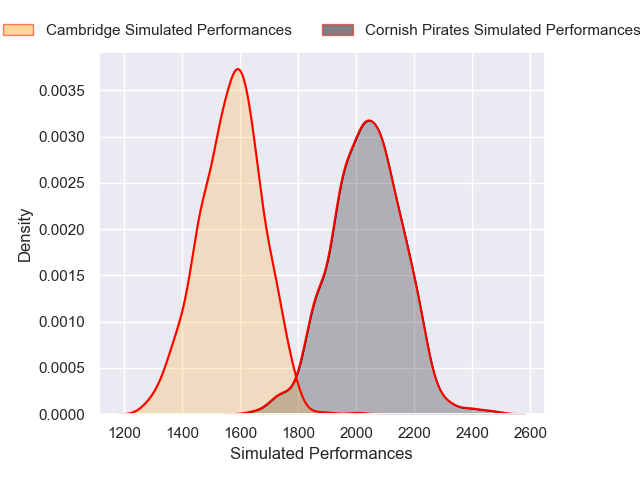 Cambridge Simulated Performances Cornish Pirates Simulated Performances
0.0035
0.0030
0.0025
0.0020
0.0015
0.0010
0.0005
0.0000
Density
1200 1400 1600 1800 2000 2200 2400 2600
Simulated Performances